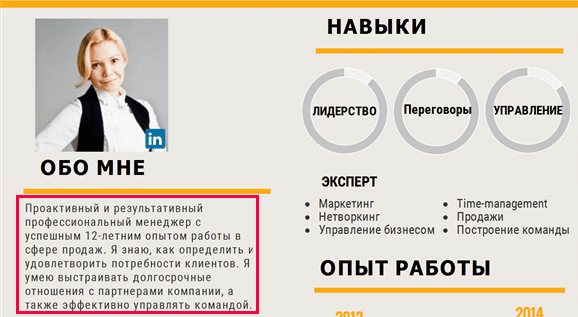 in
ОБО МНЕ
Проактивный и результативный
профессиональный менеджер с
успешным 12-летним опытом работы в
сфере продаж. Я знаю, как определить и
удовлетворить потребности клиентов. Я
умею выстраивать долгосрочные
отношения с партнерами компании, а
также эффективно управлять командой.
НАВЫКИ
ЛИДЕРСТВО
Переговоры
УПРАВЛЕНИЕ
ЭКСПЕРТ
• Маркетинг
• Нетворкинг
• Управление бизнесом
• Time-management
• Продажи
• Построение команды
ОПЫТ РАБОТЫ
2014